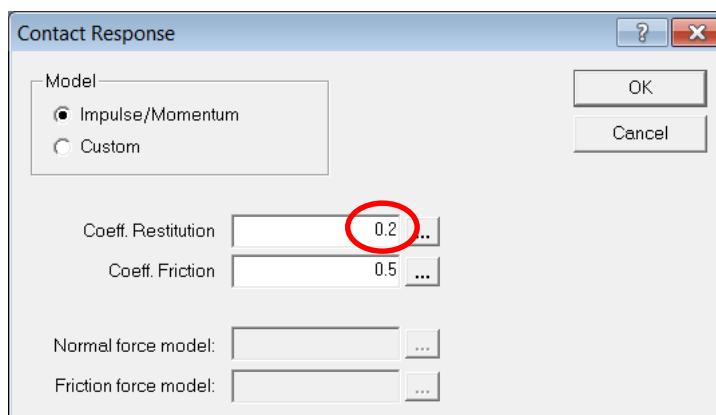 Contact Response
Model
Impulse/Momentum
Custom
OK
Cancel
Coeff. Restitution 0.2 ...
Coeff. Friction 0.5 ...
Normal force model: ...
Friction force model: ...